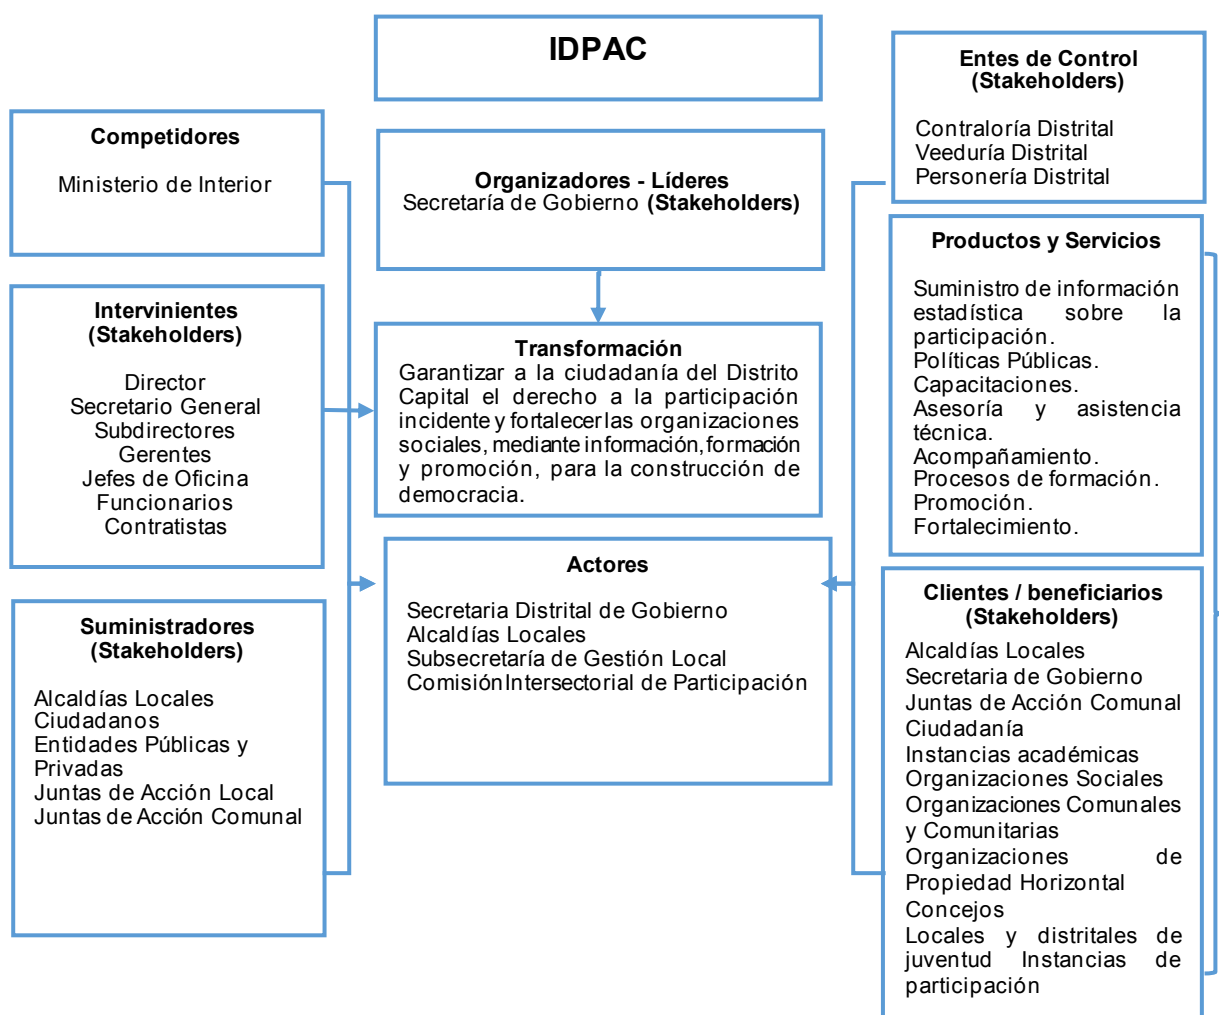 IDPAC
Competidores
Ministerio de Interior
Intervinientes
(Stakeholders)
Director
Secretario General
Subdirectores
Gerentes
Jefes de Oficina
Funcionarios
Contratistas
Suministradores
(Stakeholders)
Alcaldías Locales
Ciudadanos
Entidades Públicas y
Privadas
Juntas de Acción Local
Juntas de Acción Comunal
Organizadores - Líderes
Secretaría de Gobierno (Stakeholders)
Transformación
Garantizar a la ciudadanía del Distrito
Capital el derecho a la participación
incidente y fortalecer las organizaciones
sociales, mediante información, formación
y promoción, para la construcción de
democracia.
Actores
Secretaria Distrital de Gobierno
Alcaldías Locales
Subsecretaría de Gestión Local
Comisión Intersectorial de Participación
Entes de Control
(Stakeholders)
Contraloría Distrital
Veeduría Distrital
Personería Distrital
Productos y Servicios
Suministro de información
estadística sobre la
participación.
Políticas Públicas.
Capacitaciones.
Asesoría y asistencia
técnica.
Acompañamiento.
Procesos de formación.
Promoción.
Fortalecimiento.
Clientes / beneficiarios
(Stakeholders)
Alcaldías Locales
Secretaria de Gobierno
Juntas de Acción Comunal
Ciudadanía
Instancias académicas
Organizaciones Sociales
Organizaciones Comunales
y Comunitarias
Organizaciones de
Propiedad Horizontal
Concejos
Locales y distritales de
juventud Instancias de
participación